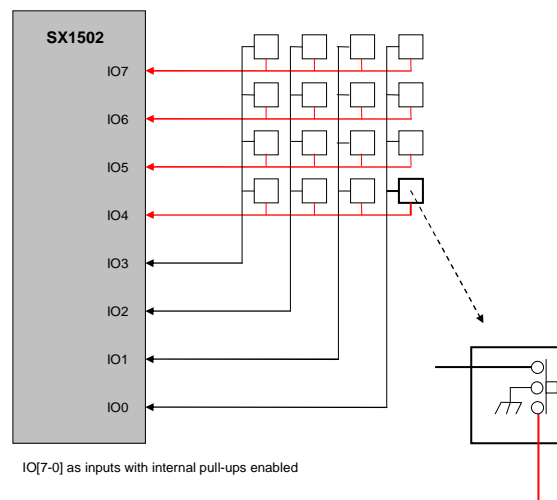 SX1502
IO7
IO6
IO5
IO4
IO3
IO2
IO1
IO0
IO[7-0] as inputs with internal pull-ups enabled